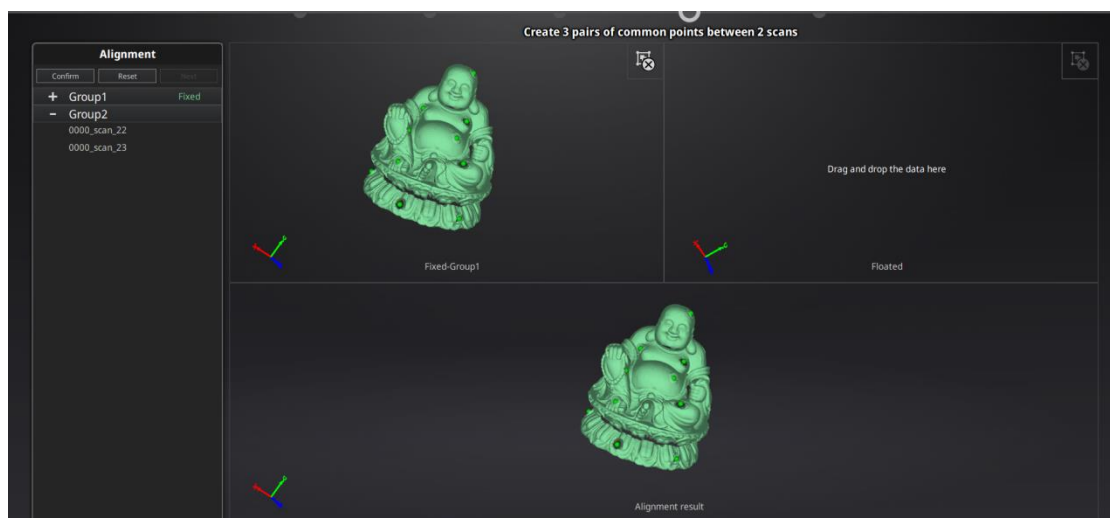 Create 3 pairs of common points between 2 scans
Alignment
Confirm Reset Next
+ Group1 Fixed
- Group2
0000_scan_22
0000_scan_23
Fixed-Group1
Drag and drop the data here
Floated
Alignment result